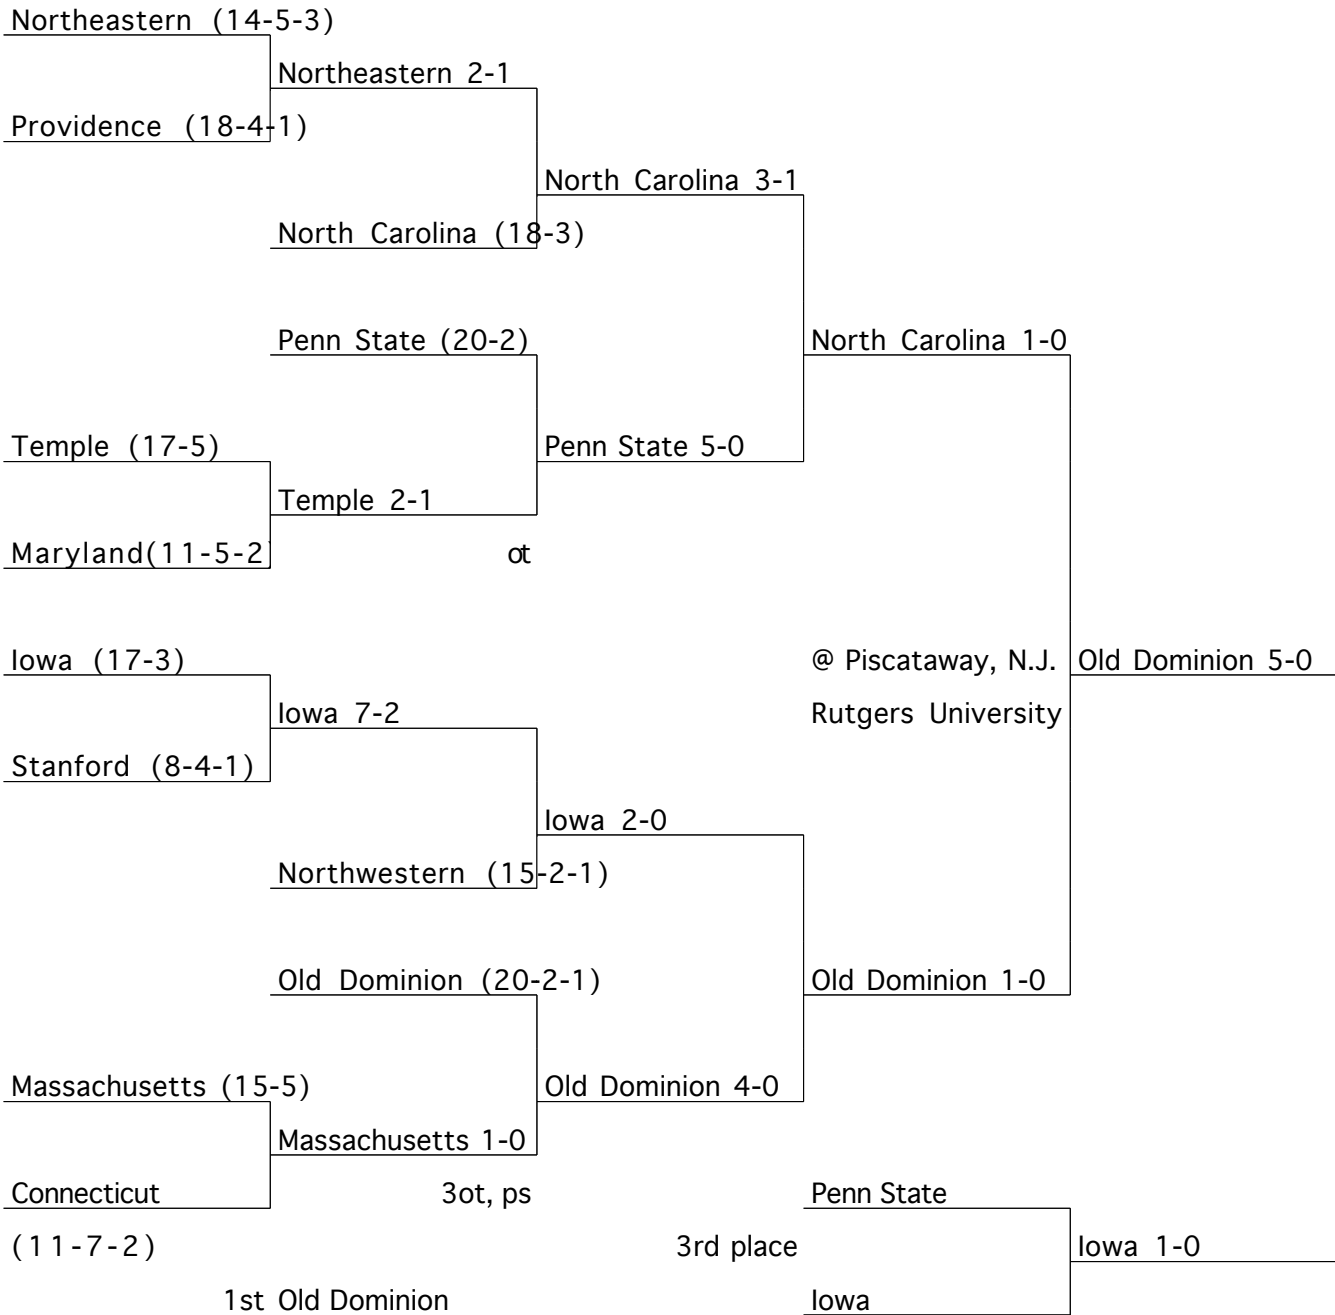 Northeastern (14-5-3)
Northeastern 2-1
Providence (18-4-1)
North Carolina 3-1
North Carolina (18-3)
Penn State (20-2)
North Carolina 1-0
Temple (17-5)
Penn State 5-0
Temple 2-1
Maryland(11-5-2)
ot
Iowa (17-3)
@ Piscataway, N.J.
Old Dominion 5-0
Iowa 7-2
Rutgers University
Stanford (8-4-1)
Iowa 2-0
Northwestern (15-2-1)
Old Dominion (20-2-1)
Old Dominion 1-0
Massachusetts (15-5)
Old Dominion 4-0
Massachusetts 1-0
Connecticut
3ot, ps
Penn State
(11-7-2)
3rd place
Iowa 1-0
1st Old Dominion
Iowa